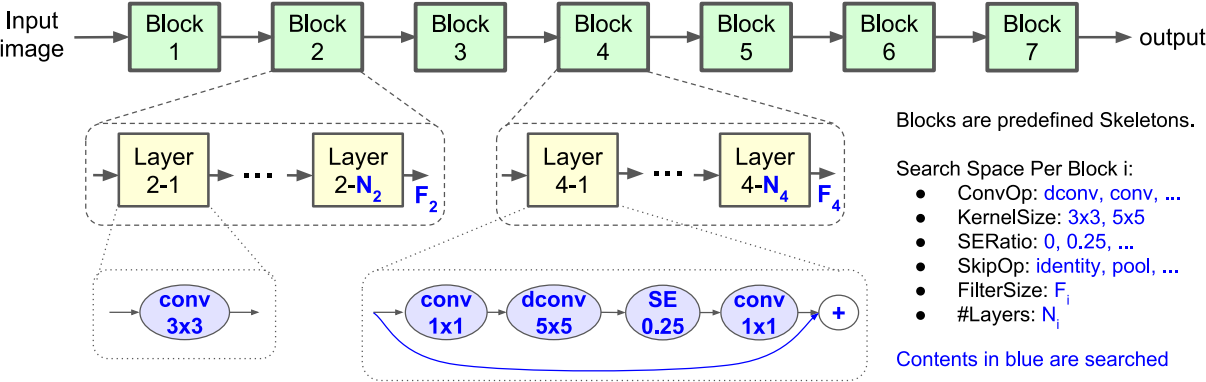 Input
image
Block
1
Block
2
Block
3
Block
4
Block
5
Block
6
Block
7
output
Layer
2-1
...
Layer
2-N2
F2
Layer
4-1
...
Layer
4-N4
F4
conv
3x3
conv
1x1
dconv
5x5
SE
0.25
conv
1x1
+
Blocks are predefined Skeletons.
Search Space Per Block i:
● ConvOp: dconv, conv, ...
● KernelSize: 3x3, 5x5
● SERatio: 0, 0.25, ...
● SkipOp: identity, pool, ...
● FilterSize: Fi
● #Layers: Ni
Contents in blue are searched